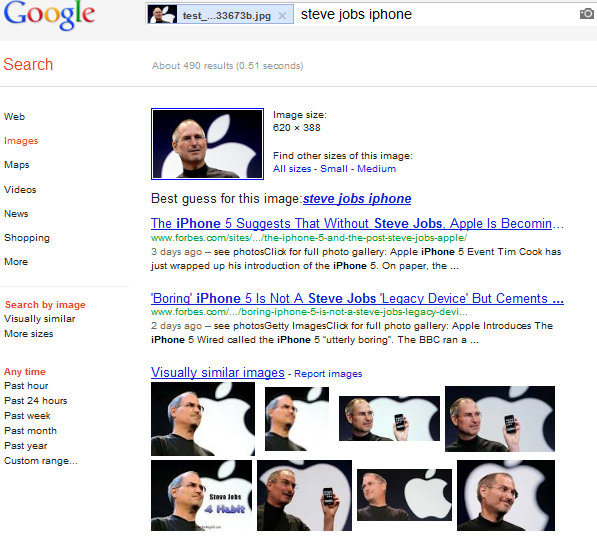 Google
test_...33673b.jpg × steve jobs iphone
Search
About 490 results (0.51 seconds)
Web
Images
Maps
Videos
News
Shopping
More
Search by image
Visually similar
More sizes
Any time
Past hour
Past 24 hours
Past week
Past month
Past year
Custom range...
Image size:
620 × 388
Find other sizes of this image:
All sizes - Small - Medium
Best guess for this image: steve jobs iphone
The iPhone 5 Suggests That Without Steve Jobs, Apple Is Becomin...
www.forbes.com/sites/.../the-iphone-5-and-the-post-steve-jobs-apple/
3 days ago – see photosClick for full photo gallery: Apple iPhone 5 Event Tim Cook has
just wrapped up his introduction of the iPhone 5. On paper, the ...
'Boring' iPhone 5 Is Not A Steve Jobs 'Legacy Device' But Cements ...
www.forbes.com/.../boring-iphone-5-is-not-a-steve-jobs-legacy-devi...
2 days ago – see photosGetty ImagesClick for full photo gallery: Apple Introduces The
iPhone 5 Wired called the iPhone 5 "utterly boring". The BBC ran a ...
Visually similar images - Report images
Steve Jobs
4 Habit